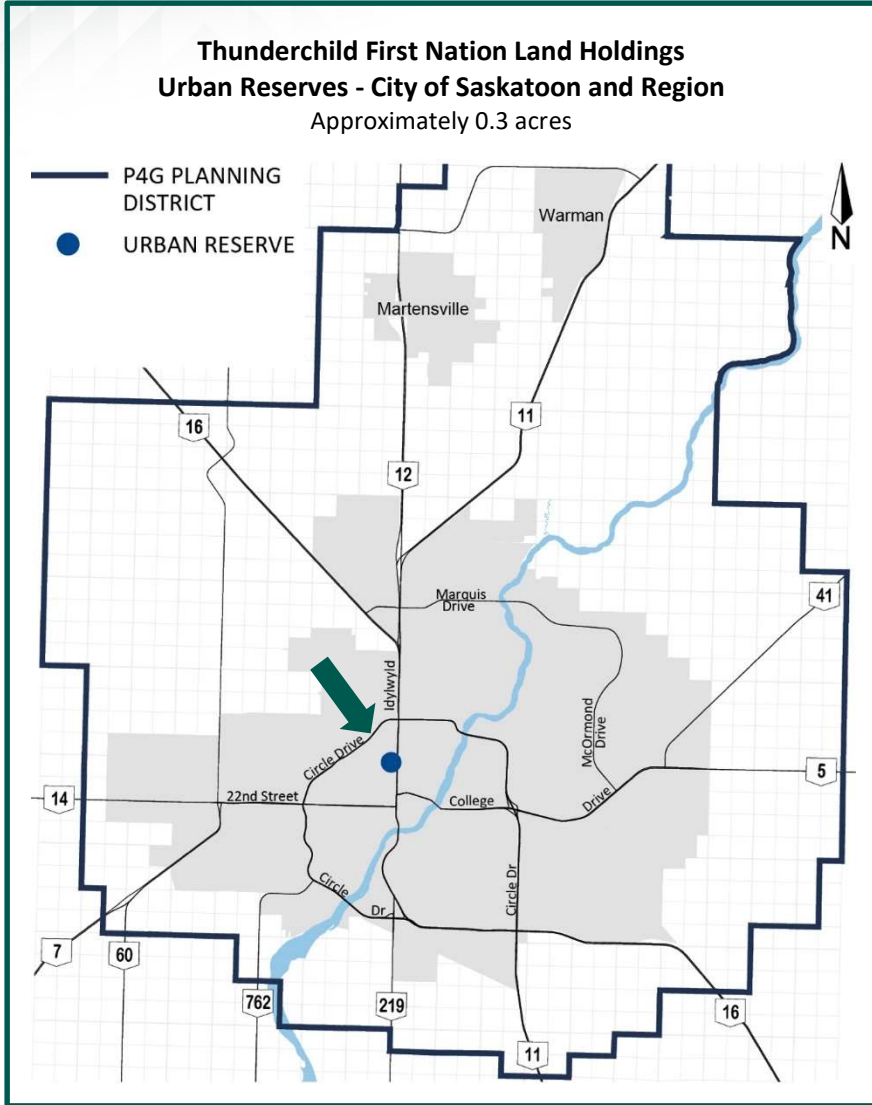 Thunderchild First Nation Land Holdings
Urban Reserves - City of Saskatoon and Region
Approximately 0.3 acres
P4G PLANNING
DISTRICT
URBAN RESERVE
N
Warman
Martensville
16
11
12
41
Marquis
Drive
Idylwyld
McOrmond
Drive
Circle Drive
5
14
22nd Street
College
Drive
Circle
Dr
Circle Dr
7
60
762
219
16
11